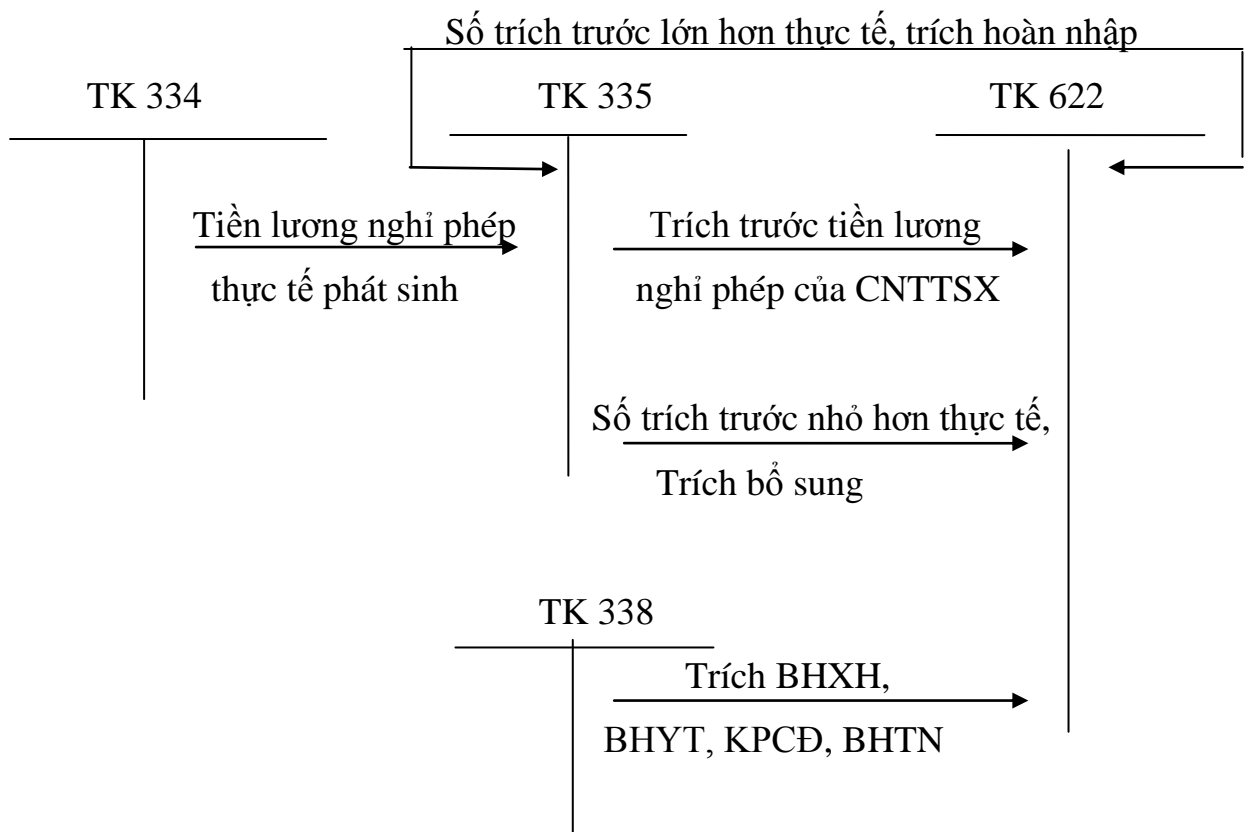 Số trích trước lớn hơn thực tế, trích hoàn nhập
TK 334
TK 335
TK 622
Tiền lương nghỉ phép
thực tế phát sinh
Trích trước tiền lương
nghỉ phép của CNTTSX
Số trích trước nhỏ hơn thực tế,
Trích bổ sung
TK 338
Trích BHXH,
BHYT, KPCĐ, BHTN